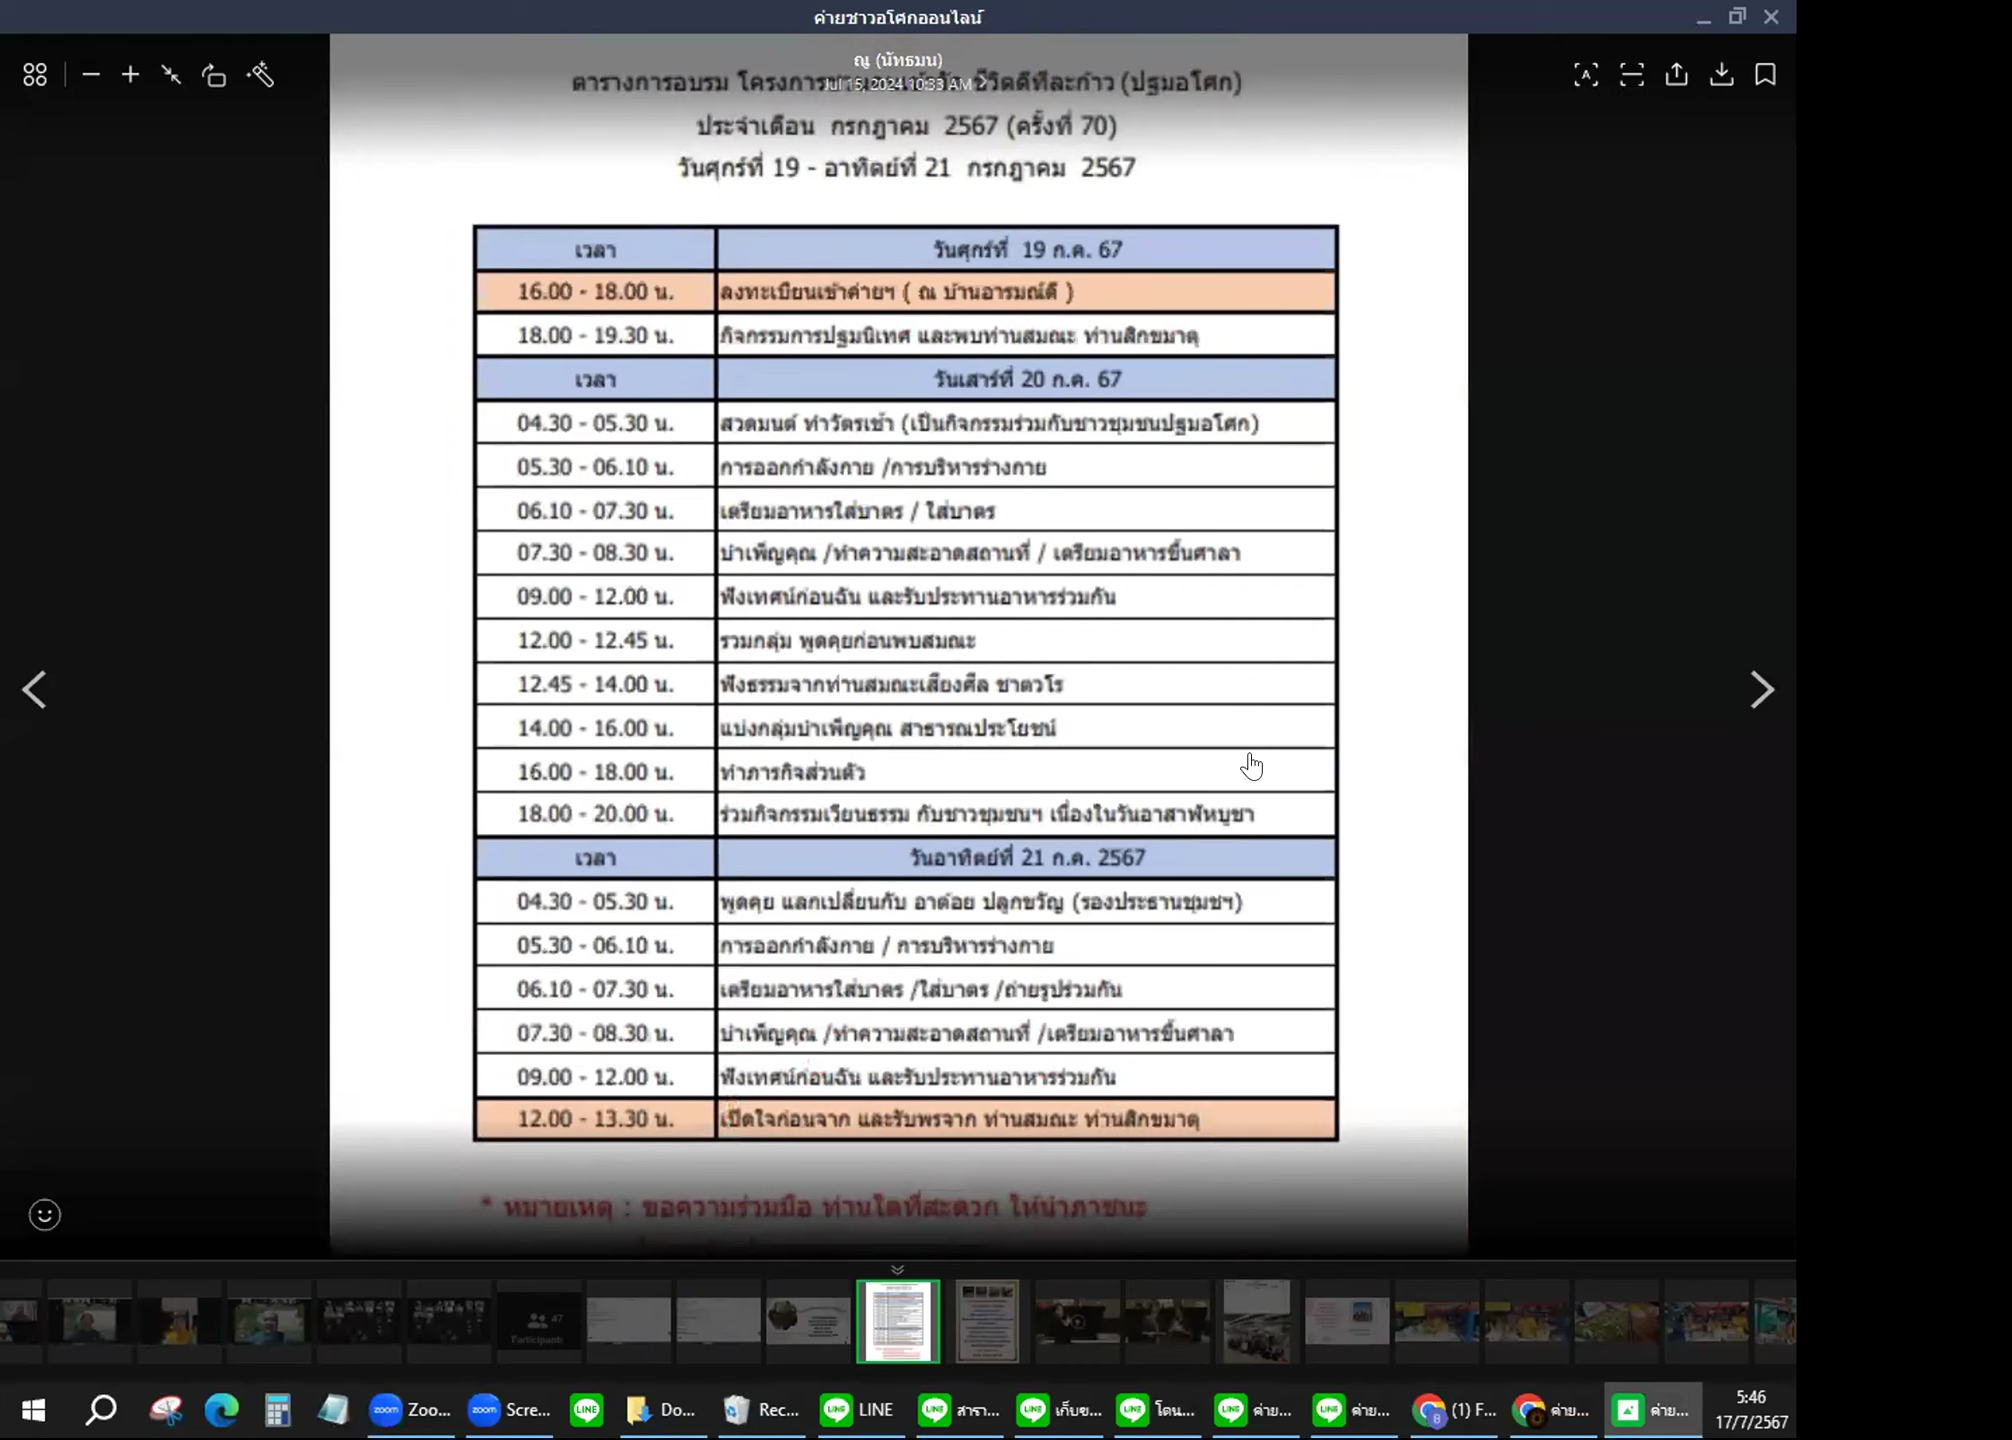 ค่ายชาวอโศกออนไลน์
ณู (นัทธมน)
Jul 15, 2024 10:33 AM
ตารางการอบรม ชีวิตดีทีละก้าว (ปฐมอโศก)
ประจำเดือน กรกฎาคม 2567 (ครั้งที่ 70)
วันศุกร์ที่ 19 - อาทิตย์ที่ 21 กรกฎาคม 2567
เวลา วันศุกร์ที่ 19 ก.ค. 67
16.00 - 18.00 น. ลงทะเบียนเข้าค่ายฯ ( ณ บ้านอารมณ์ดี )
18.00 - 19.30 น. กิจกรรมการปฐมนิเทศ และพบท่านสมณะ ท่านสิกขมาตุ
เวลา วันเสาร์ที่ 20 ก.ค. 67
04.30 - 05.30 น. สวดมนต์ ทำวัตรเช้า (เป็นกิจกรรมร่วมกับชาวชุมชนปฐมอโศก)
05.30 - 06.10 น. การออกกำลังกาย /การบริหารร่างกาย
06.10 - 07.30 น. เตรียมอาหารใส่บาตร / ใส่บาตร
07.30 - 08.30 น. บำเพ็ญคุณ /ทำความสะอาดสถานที่ / เตรียมอาหารขึ้นศาลา
09.00 - 12.00 น. ฟังเทศน์ก่อนฉัน และรับประทานอาหารร่วมกัน
12.00 - 12.45 น. รวมกลุ่ม พูดคุยก่อนพบสมณะ
12.45 - 14.00 น. ฟังธรรมจากท่านสมณะเสียงศีล ชาตวโร
14.00 - 16.00 น. แบ่งกลุ่มบำเพ็ญคุณ สาธารณประโยชน์
16.00 - 18.00 น. ทำภารกิจส่วนตัว
18.00 - 20.00 น. ร่วมกิจกรรมเวียนธรรม กับชาวชุมชนฯ เนื่องในวันอาสาฬหบูชา
เวลา วันอาทิตย์ที่ 21 ก.ค. 2567
04.30 - 05.30 น. พูดคุย แลกเปลี่ยนกับ อาต๋อย ปลูกขวัญ (รองประธานชุมชฯ)
05.30 - 06.10 น. การออกกำลังกาย / การบริหารร่างกาย
06.10 - 07.30 น. เตรียมอาหารใส่บาตร /ใส่บาตร /ถ่ายรูปร่วมกัน
07.30 - 08.30 น. บำเพ็ญคุณ /ทำความสะอาดสถานที่ /เตรียมอาหารขึ้นศาลา
09.00 - 12.00 น. ฟังเทศน์ก่อนฉัน และรับประทานอาหารร่วมกัน
12.00 - 13.30 น. เปิดใจก่อนจาก และรับพรจาก ท่านสมณะ ท่านสิกขมาตุ
* หมายเหตุ : ขอความร่วมมือ ท่านใดที่สะดวก ให้นำภาชนะ
47
Participants
Zoo... Scre... Do... Rec... LINE สารา... เก็บข... โดน... ค่าย... ค่าย... (1) F... ค่าย... ค่าย... 5:46
17/7/2567